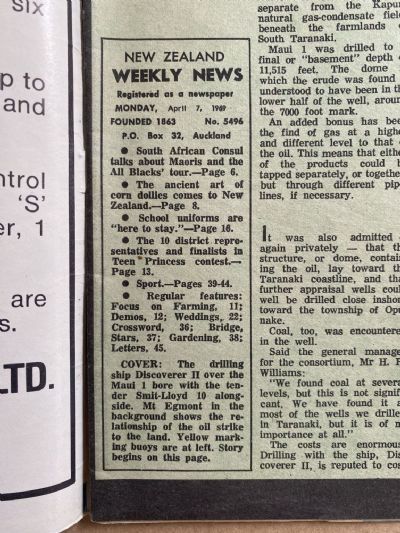 six
p to
and
ntrol
'S'
er, 1
are
s.
LTD.
NEW ZEALAND
WEEKLY NEWS
Registered as a newspaper
MONDAY, April 7, 1969
FOUNDED 1863 No. 5496
P.O. Box 32, Auckland
• South African Consul
talks about Maoris and the
All Blacks' tour.—Page 6.
• The ancient art of
corn dollies comes to New
Zealand.—Page 8.
• School uniforms are
"here to stay."—Page 16.
• The 10 district repre-
sentatives and finalists in
Teen Princess contest.—
Page 13.
• Sport.—Pages 39-44.
• Regular features:
Focus on Farming, 11;
Demos, 12; Weddings, 22;
Crossword, 36; Bridge,
Stars, 37; Gardening, 38;
Letters, 45.
COVER: The drilling
ship Discoverer II over the
Maui 1 bore with the ten-
der Smit-Lloyd 10 along-
side. Mt Egmont in the
background shows the re-
lationship of the oil strike
to the land. Yellow mark-
ing buoys are at left. Story
begins on this page.
separate from the Kapun
natural gas-condensate field
beneath the farmlands o
South Taranaki.
Maui 1 was drilled to
final or "basement" depth o
11,515 feet. The dome i
which the crude was found
understood to have been in th
lower half of the well, aroun
the 7000 foot mark.
An added bonus has bee
the find of gas at a highe
and different level to that o
the oil. This means that eithe
of the products could b
tapped separately, or togethe
but through different pip
lines, if necessary.
It was also admitted —
again privately — that th
structure, or dome, contain
ing the oil, lay toward th
Taranaki coastline, and tha
further appraisal wells coul
well be drilled close inshor
toward the township of Opu
nake.
Coal, too, was encountere
in the well.
Said the general manage
for the consortium, Mr H. F
Williams:
"We found coal at severa
levels, but this is not signif
cant. We have found it a
most of the wells we drille
in Taranaki, but it is of n
importance at all."
The costs are enormous
Drilling with the ship, Dis
coverer II, is reputed to cos